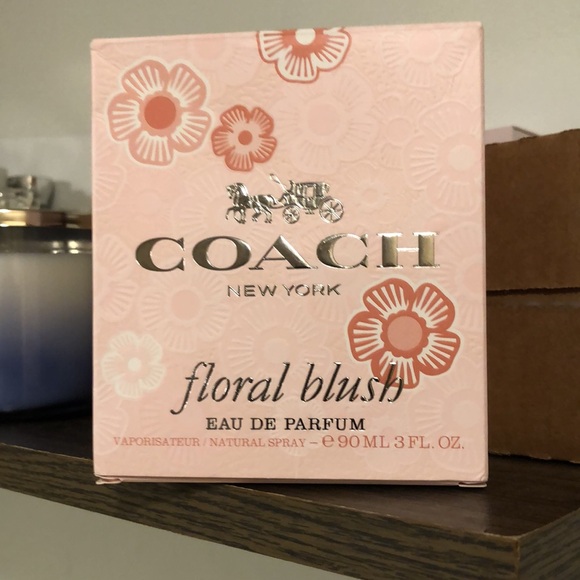 COACH
NEW YORK
floral blush
EAU DE PARFUM
VAPORISATEUR / NATURAL SPRAY – ℮ 90 ML 3 FL. OZ.